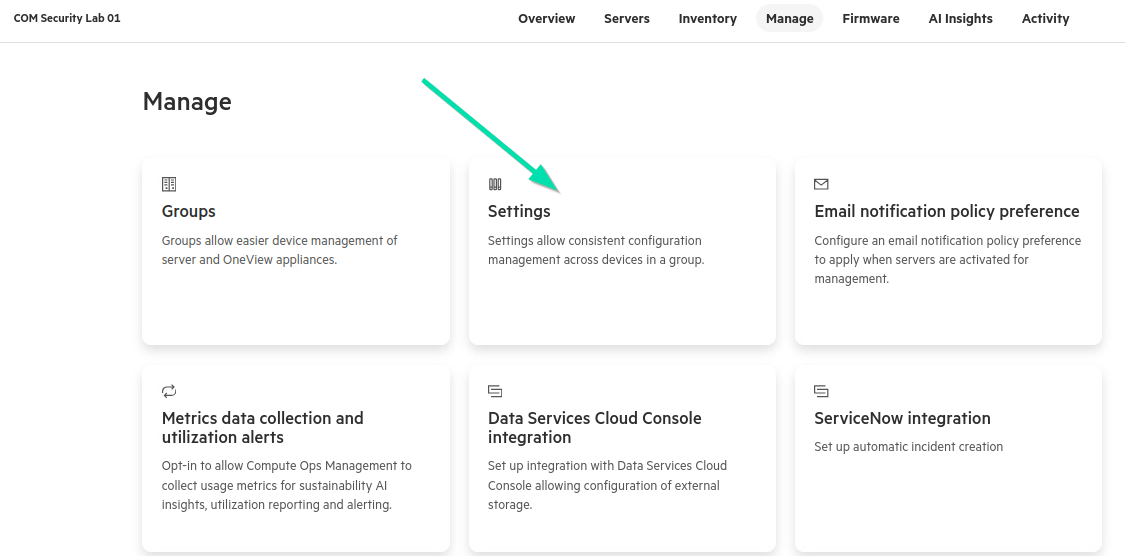 COM Security Lab 01
Overview Servers Inventory Manage Firmware AI Insights Activity
Manage
Groups
Groups allow easier device management of
server and OneView appliances.
Settings
Settings allow consistent configuration
management across devices in a group.
Email notification policy preference
Configure an email notification policy preference
to apply when servers are activated for
management.
Metrics data collection and
utilization alerts
Opt-in to allow Compute Ops Management to
collect usage metrics for sustainability AI
insights, utilization reporting and alerting.
Data Services Cloud Console
integration
Set up integration with Data Services Cloud
Console allowing configuration of external
storage.
ServiceNow integration
Set up automatic incident creation